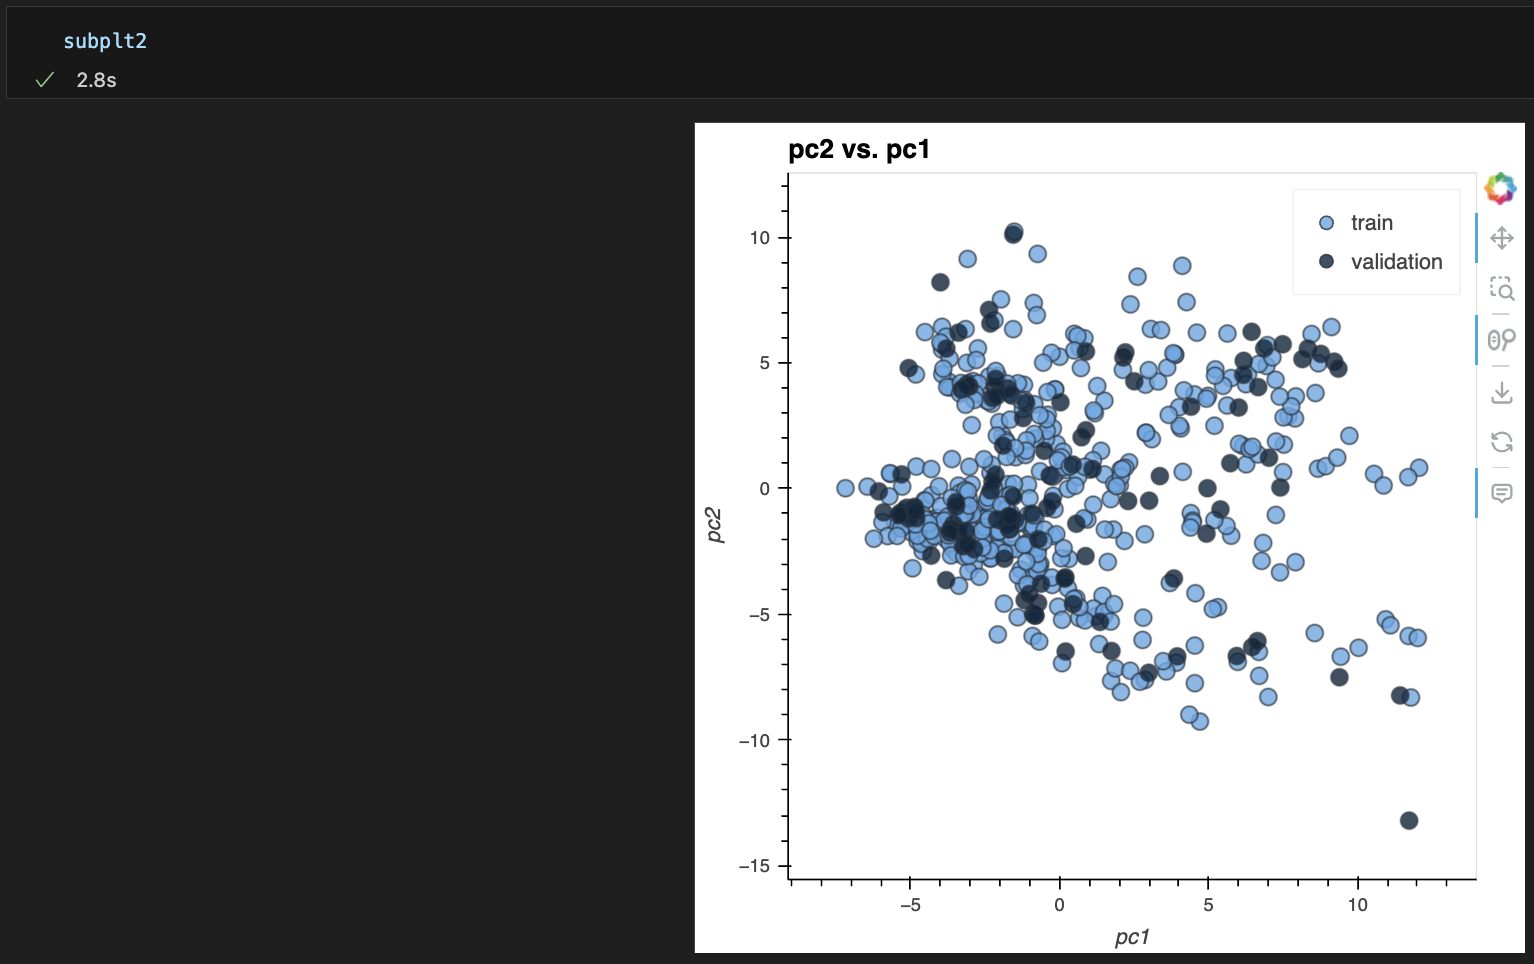 subplt2
2.8s
pc2 vs. pc1
train
validation
10
5
0
−5
−10
−15
pc2
−5
0
5
10
pc1